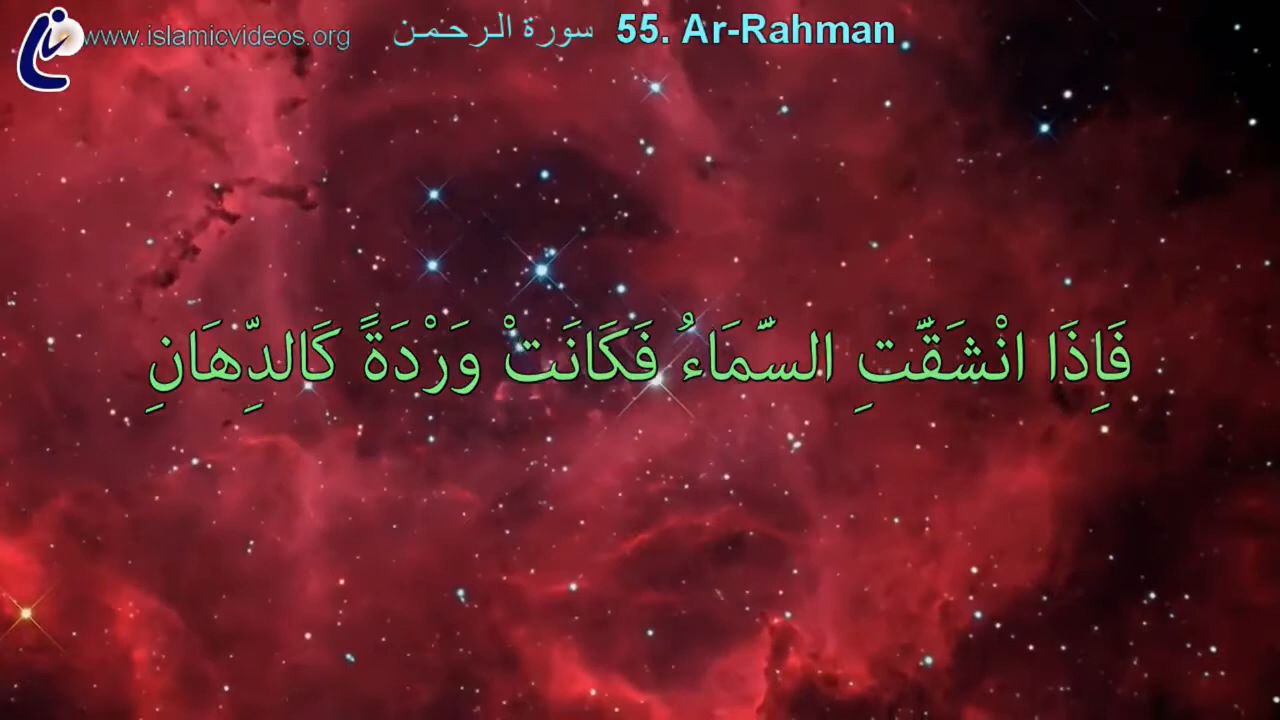 www.islamicvideos.org سورة الرحمن 55. Ar-Rahman
فَاِذَا انْشَقَّتِ السَّمَاءُ فَكَانَتْ وَرْدَةً كَالدِّهَانِ